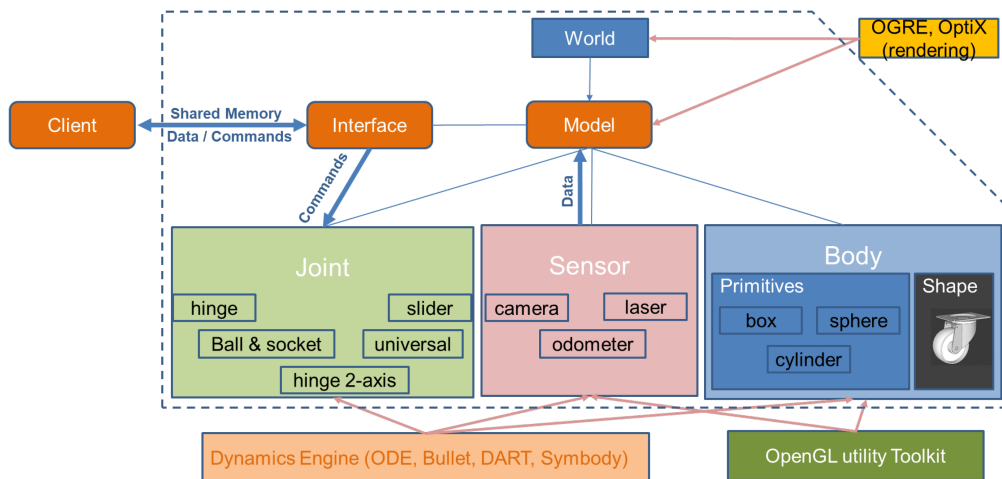 World
OGRE, OptiX
(rendering)
Client
Shared Memory
Data / Commands
Interface
Model
Commands
Data
Joint
hinge
slider
Ball & socket
universal
hinge 2-axis
Sensor
camera
laser
odometer
Body
Primitives
box
sphere
cylinder
Shape
Dynamics Engine (ODE, Bullet, DART, Symbody)
OpenGL utility Toolkit